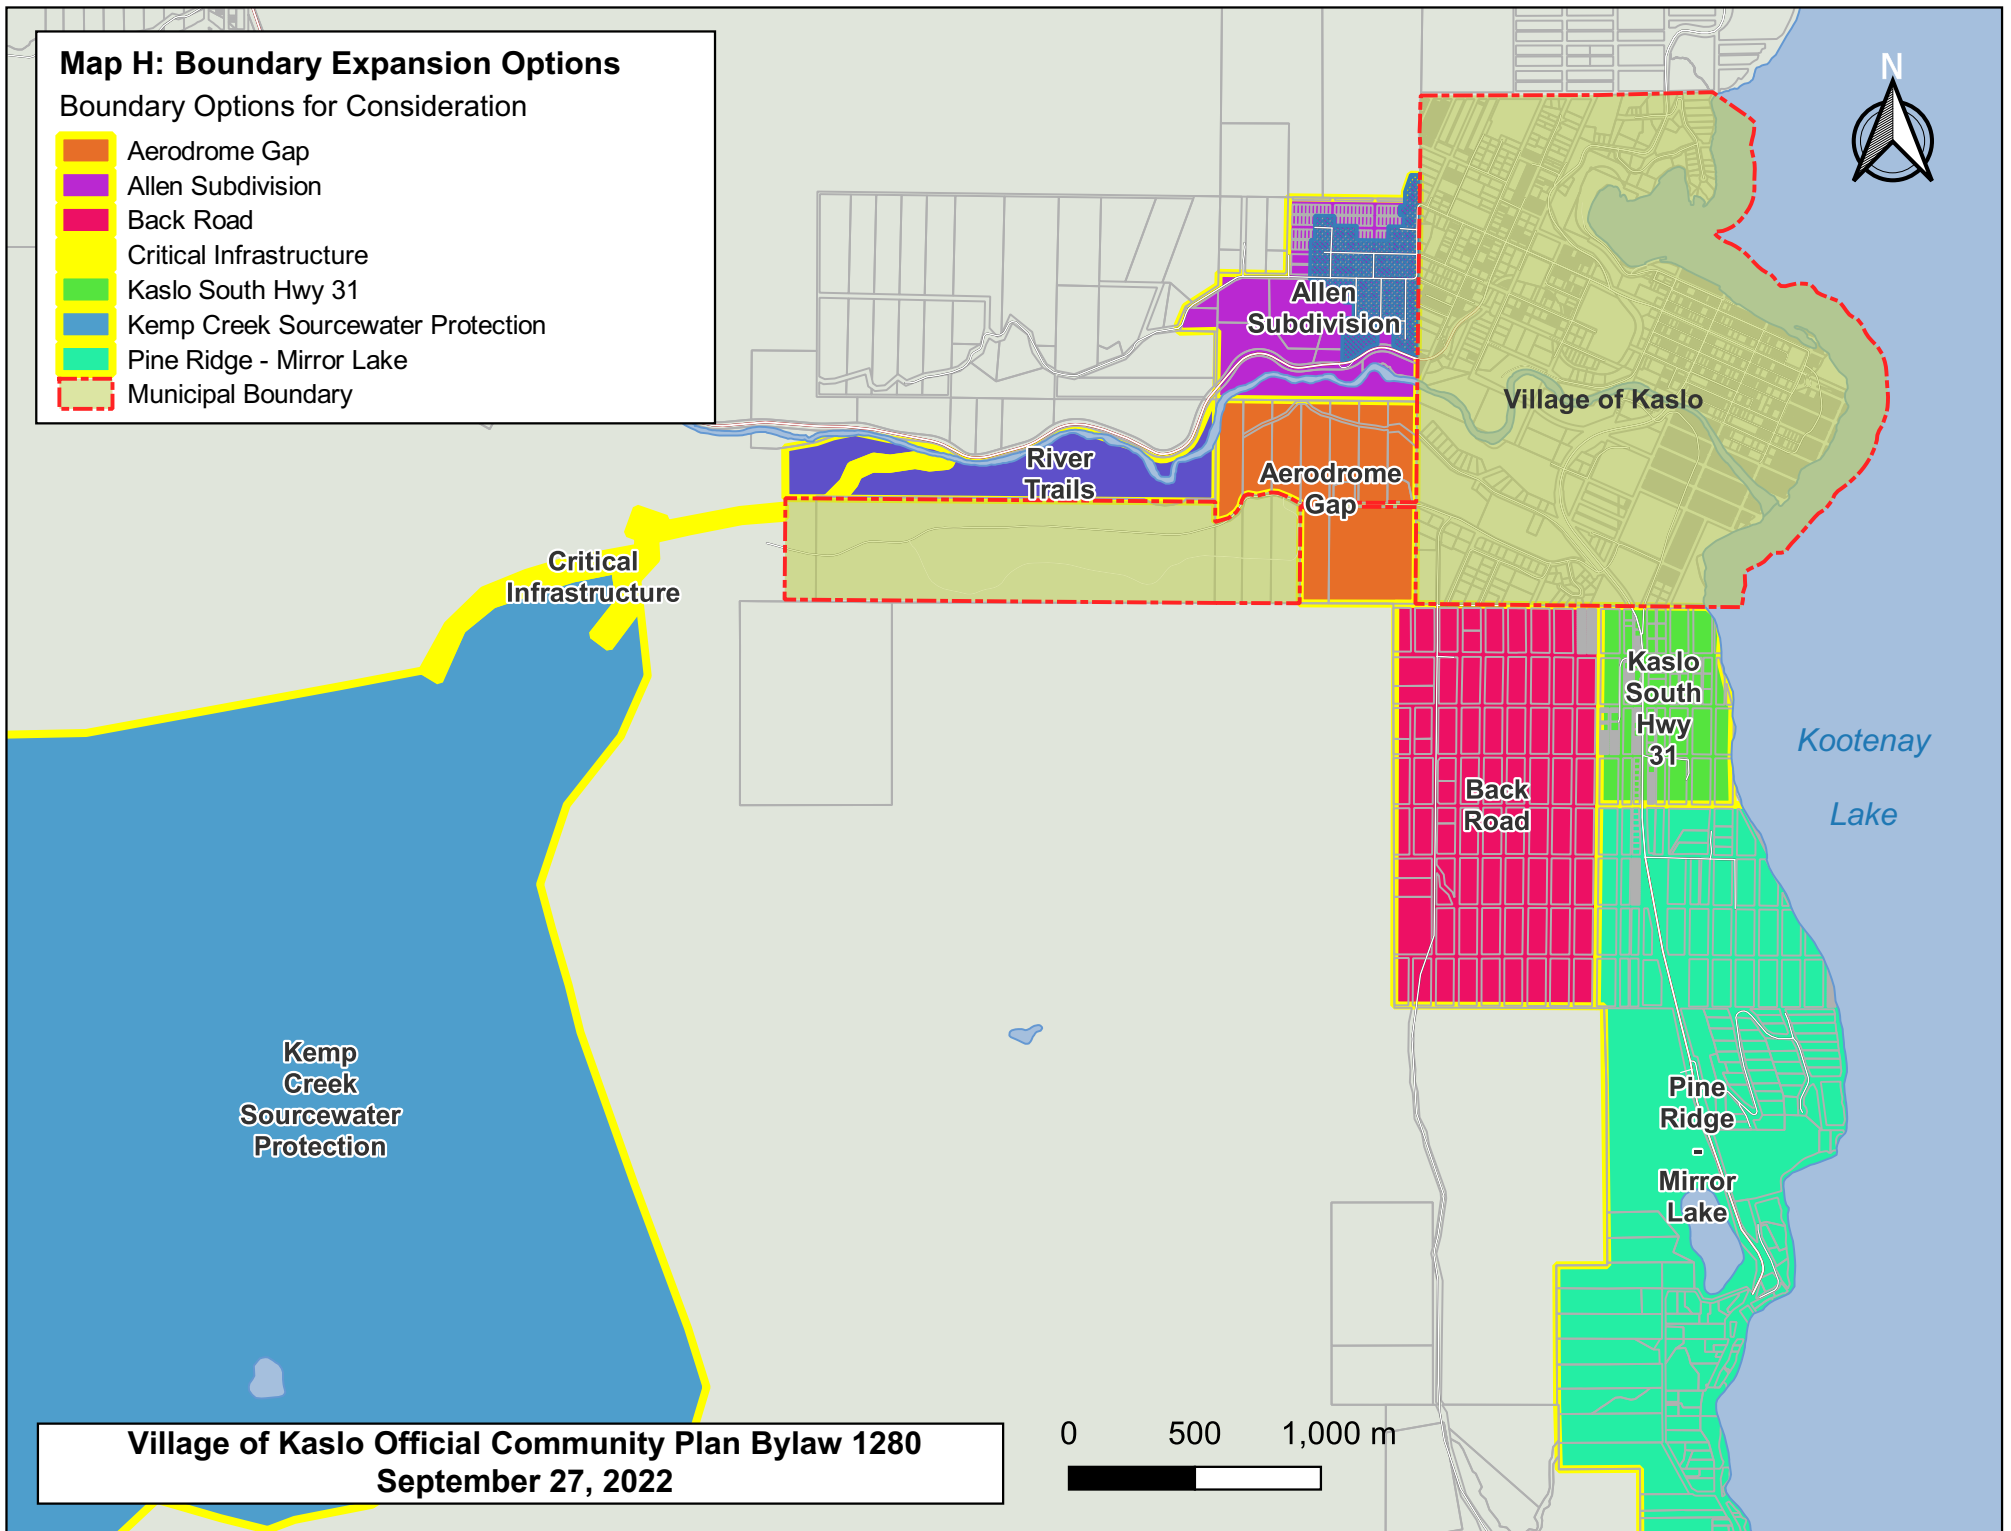 Map H: Boundary Expansion Options
Boundary Options for Consideration
Aerodrome Gap
Allen Subdivision
Back Road
Critical Infrastructure
Kaslo South Hwy 31
Kemp Creek Sourcewater Protection
Pine Ridge - Mirror Lake
Municipal Boundary
N
Allen
Subdivision
Village of Kaslo
River
Trails
Aerodrome
Gap
Critical
Infrastructure
Kaslo
South
Hwy
31
Kootenay
Lake
Back
Road
Kemp
Creek
Sourcewater
Protection
Pine
Ridge
-
Mirror
Lake
0 500 1,000 m
Village of Kaslo Official Community Plan Bylaw 1280
September 27, 2022